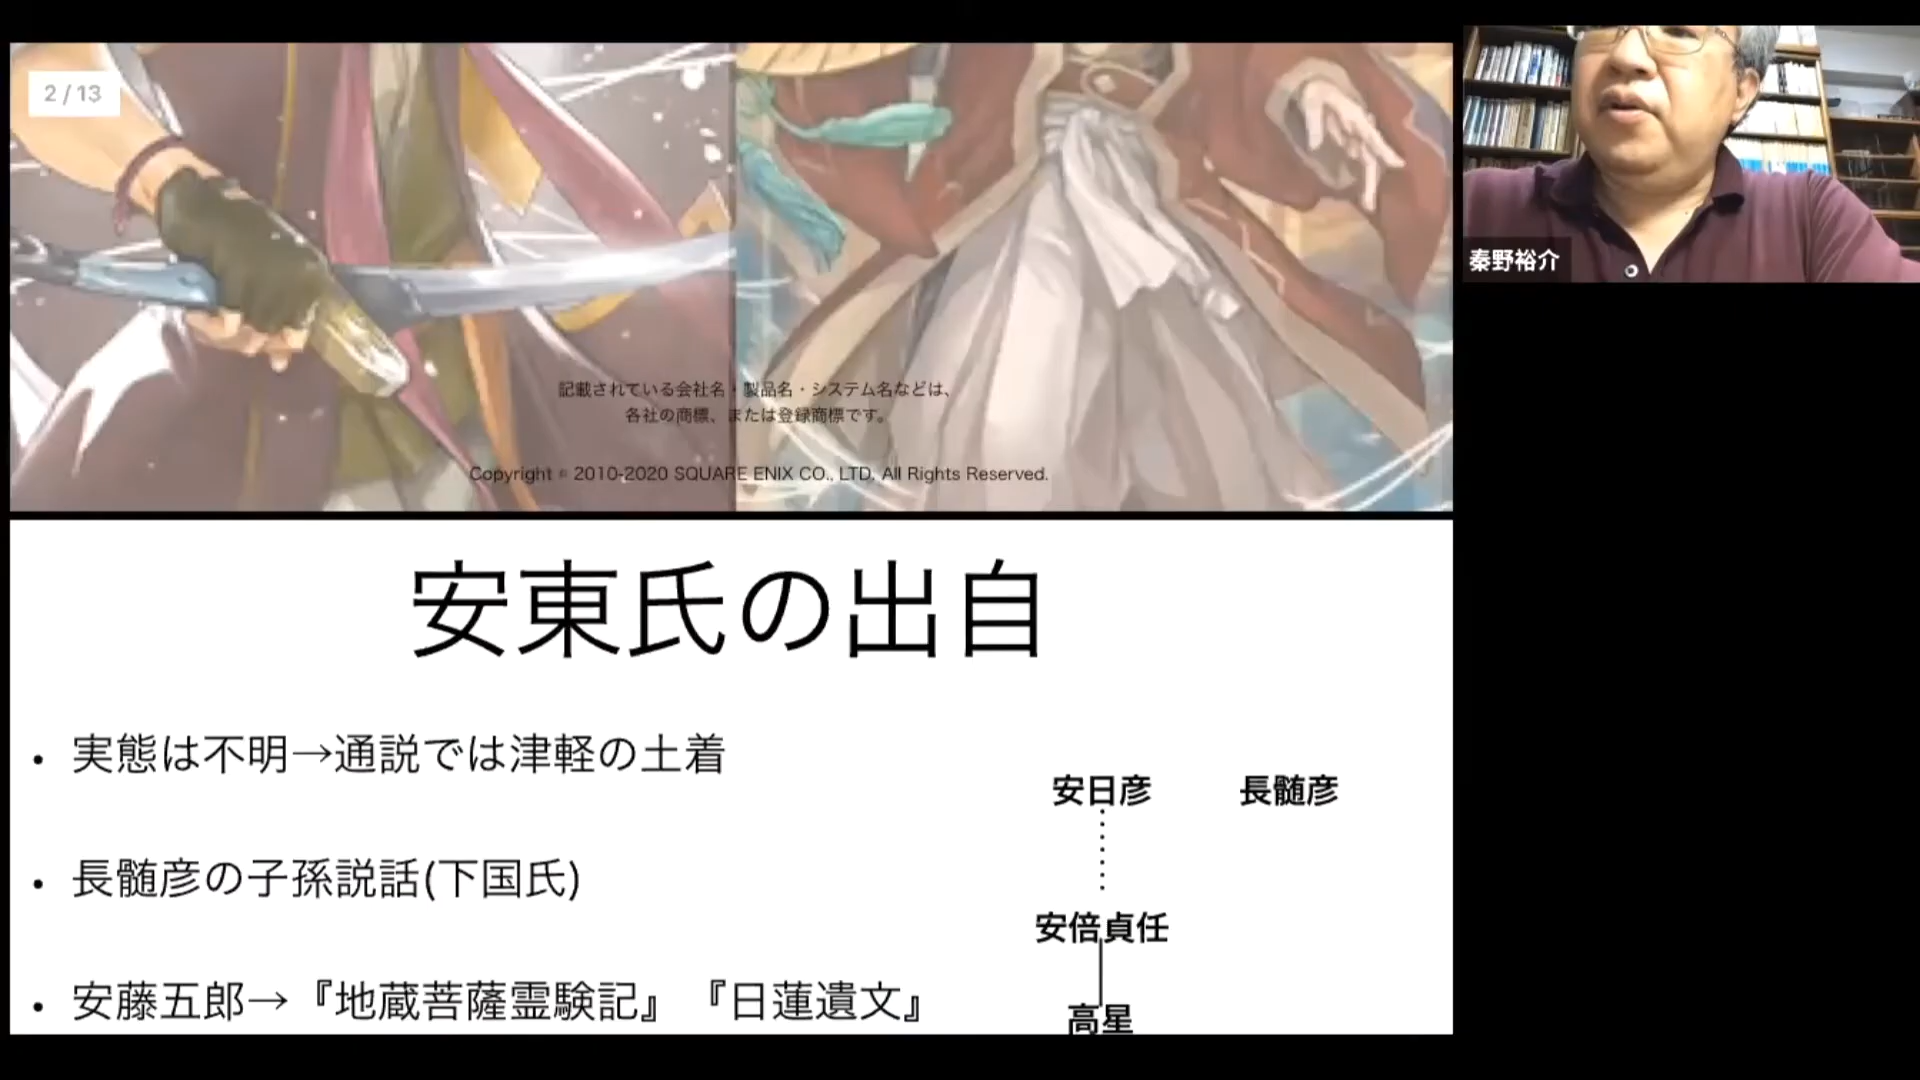 2 / 13
記載されている会社名・製品名・システム名などは、
各社の商標、または登録商標です。
Copyright © 2010-2020 SQUARE ENIX CO., LTD. All Rights Reserved.
秦野裕介
安東氏の出自
• 実態は不明→通説では津軽の土着
• 長髄彦の子孫説話(下国氏)
• 安藤五郎→『地蔵菩薩霊験記』『日蓮遺文』
安日彦 長髄彦
安倍貞任
高星